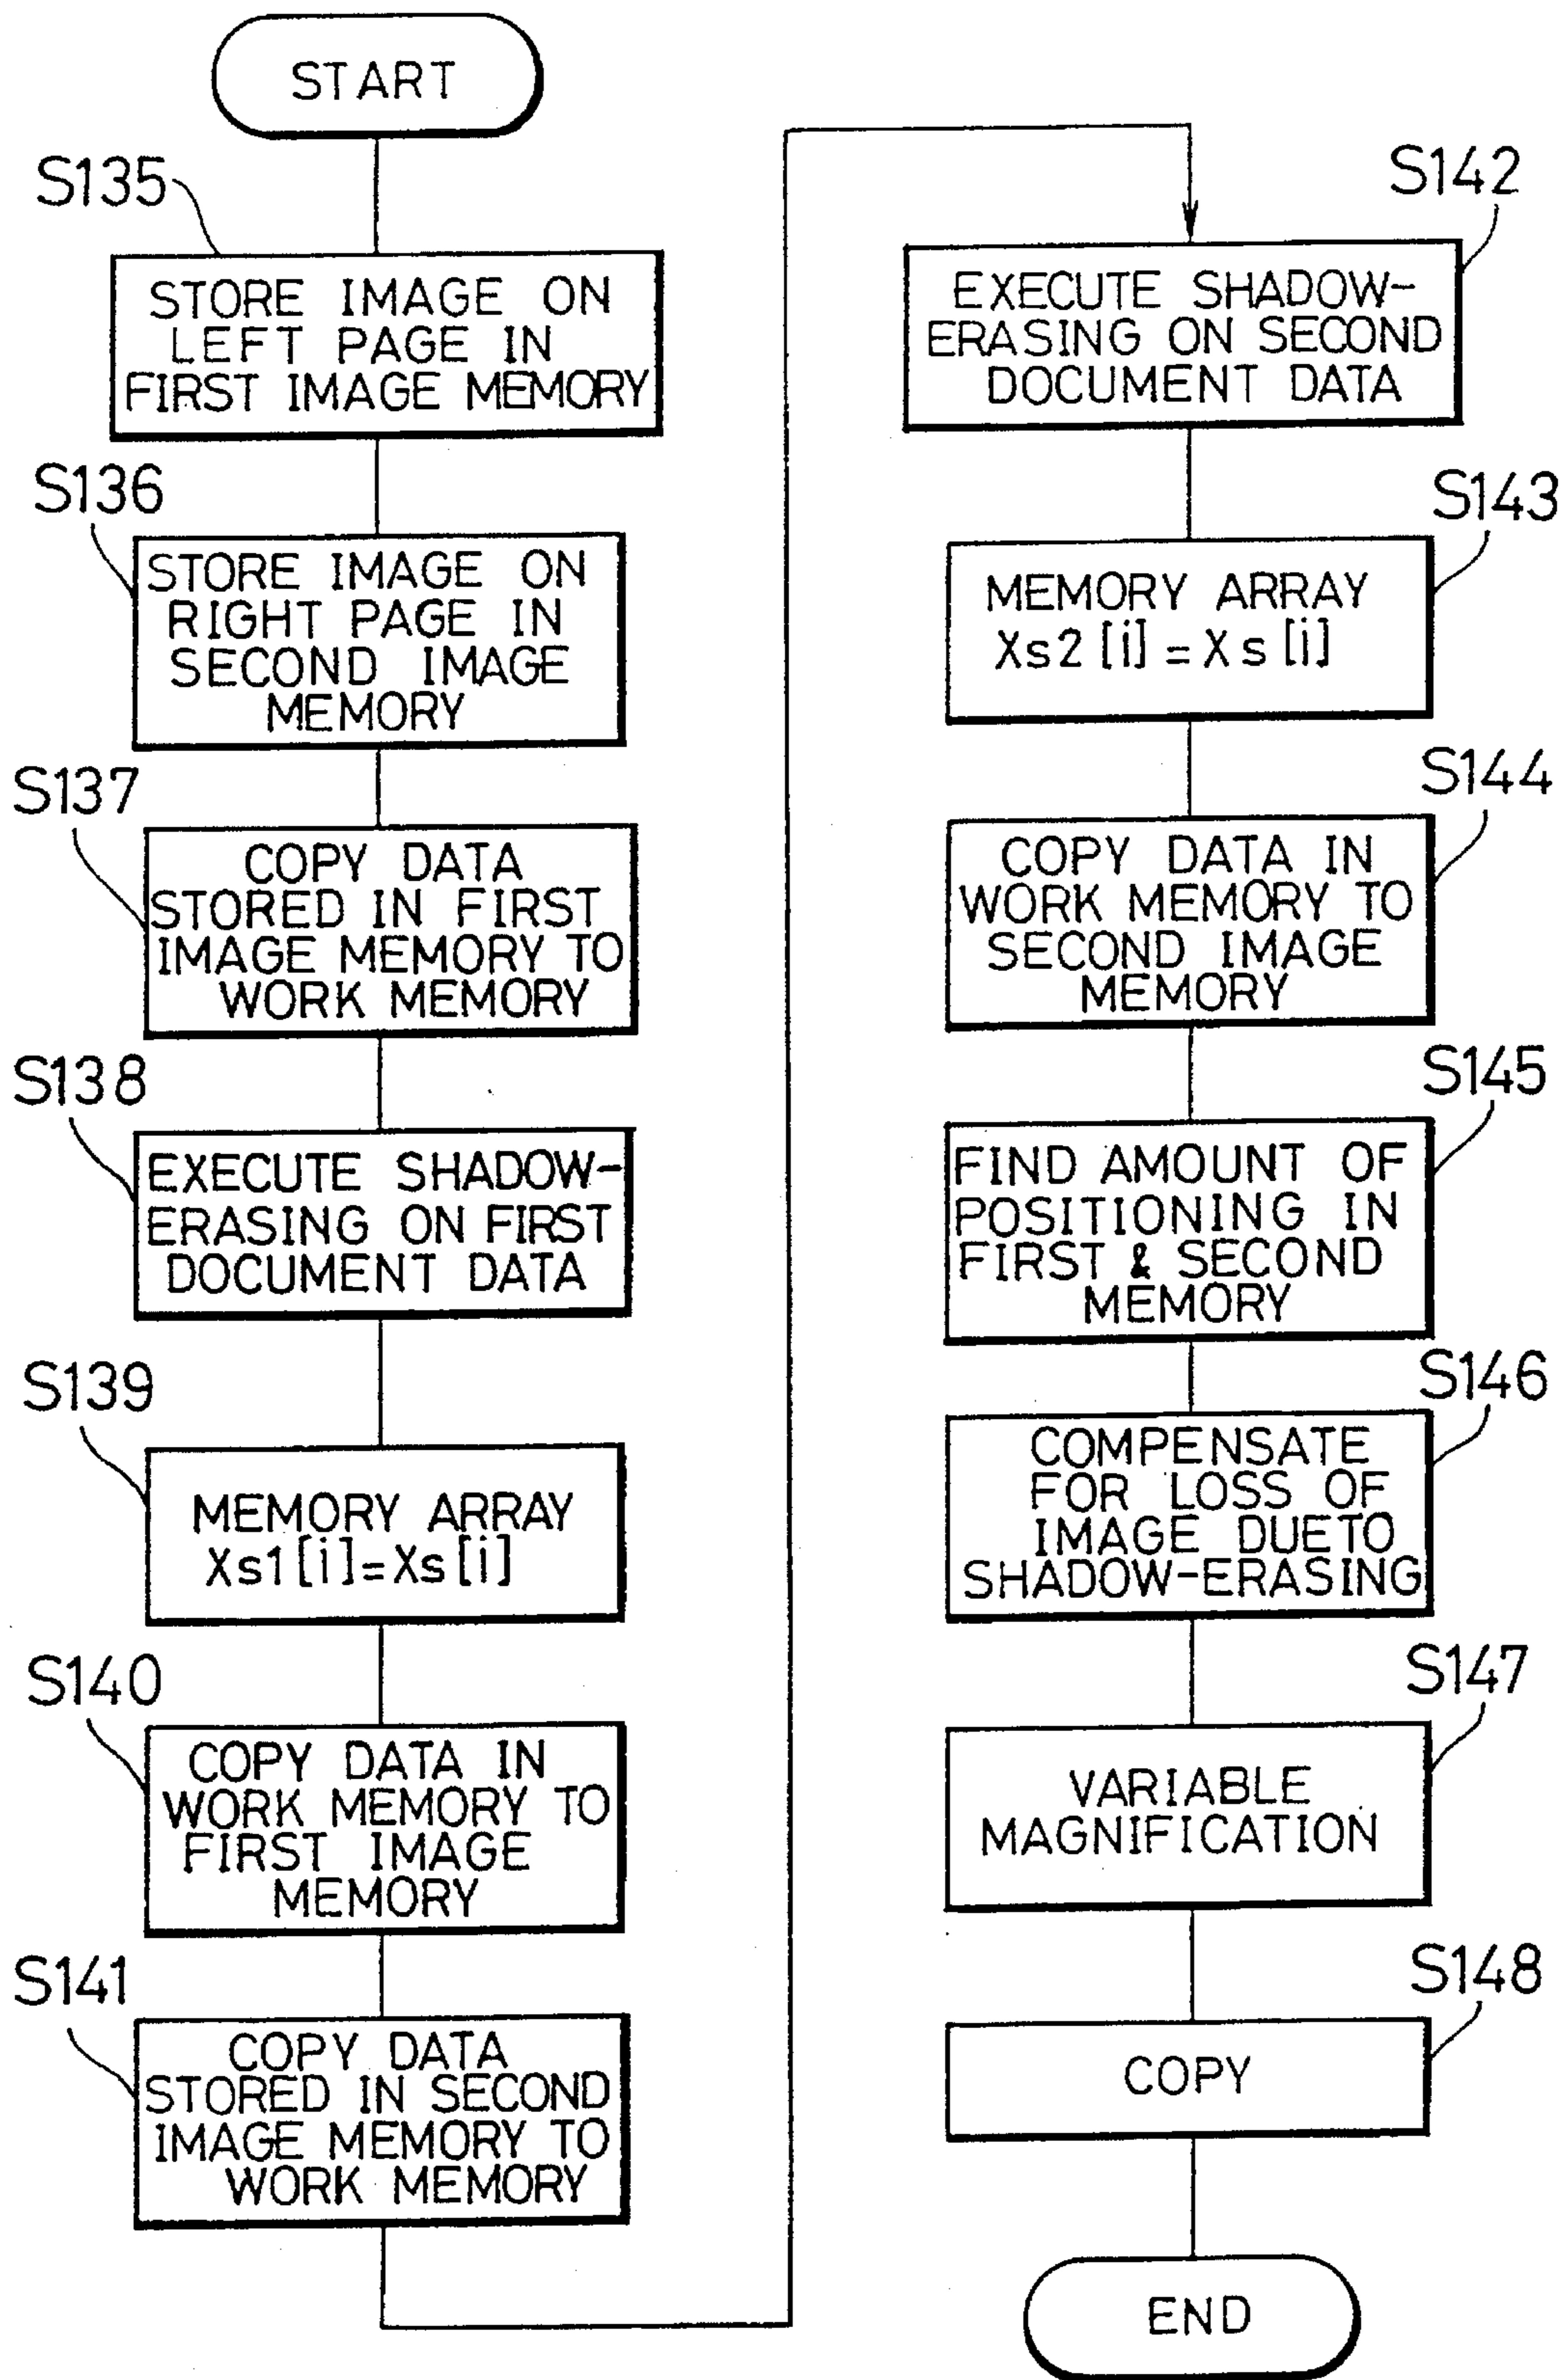 START
S135
STORE IMAGE ON
LEFT PAGE IN
FIRST IMAGE MEMORY
S136
STORE IMAGE ON
RIGHT PAGE IN
SECOND IMAGE
MEMORY
S137
COPY DATA
STORED IN FIRST
IMAGE MEMORY TO
WORK MEMORY
S138
EXECUTE SHADOW-
ERASING ON FIRST
DOCUMENT DATA
S139
MEMORY ARRAY
Xs1[i]=Xs[i]
S140
COPY DATA IN
WORK MEMORY TO
FIRST IMAGE
MEMORY
S141
COPY DATA
STORED IN SECOND
IMAGE MEMORY TO
WORK MEMORY
S142
EXECUTE SHADOW-
ERASING ON SECOND
DOCUMENT DATA
S143
MEMORY ARRAY
Xs2[i]=Xs[i]
S144
COPY DATA IN
WORK MEMORY TO
SECOND IMAGE
MEMORY
S145
FIND AMOUNT OF
POSITIONING IN
FIRST & SECOND
MEMORY
S146
COMPENSATE
FOR LOSS OF
IMAGE DUETO
SHADOW-ERASING
S147
VARIABLE
MAGNIFICATION
S148
COPY
END